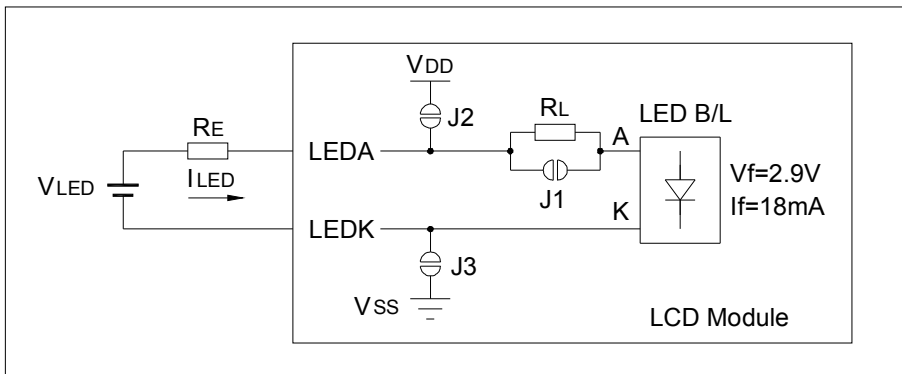 VDD
J2
RL
LED B/L
RE
LEDA
A
J1
Vf=2.9V
If=18mA
VLED
ILED
K
LEDK
J3
VSS
LCD Module